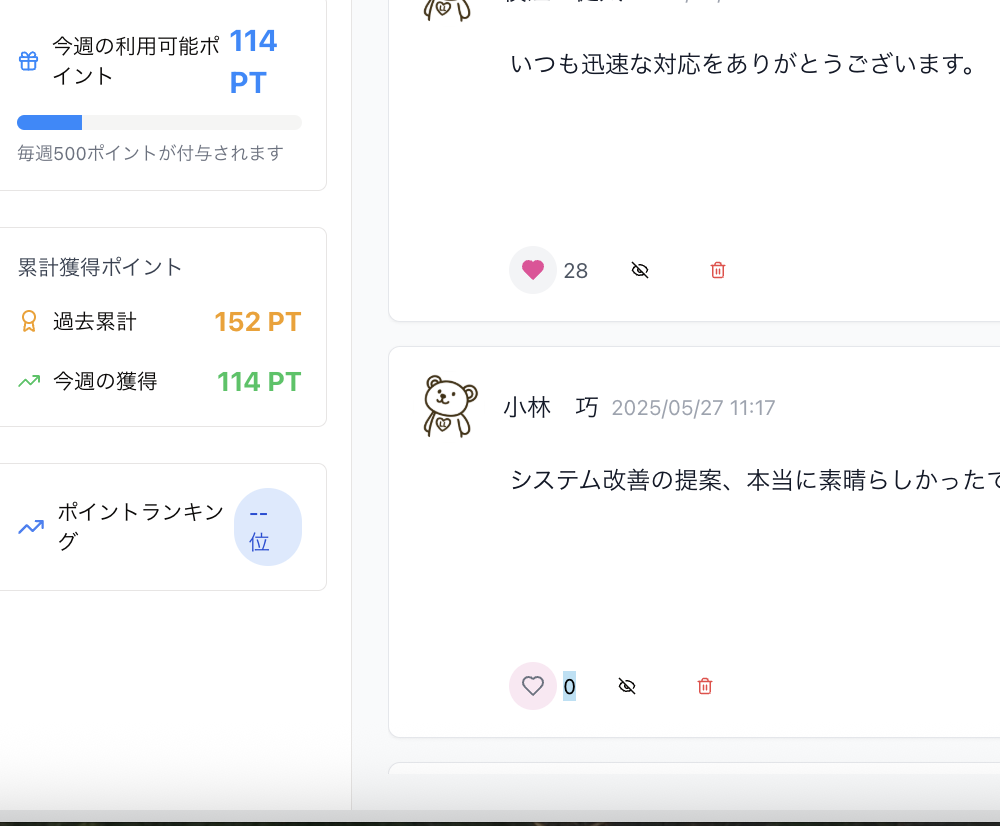 今週の利用可能ポ
イント
114
PT
毎週500ポイントが付与されます
累計獲得ポイント
過去累計 152 PT
今週の獲得 114 PT
ポイントランキン
グ
--
位
いつも迅速な対応をありがとうございます。
28
小林　巧 2025/05/27 11:17
システム改善の提案、本当に素晴らしかったで
0